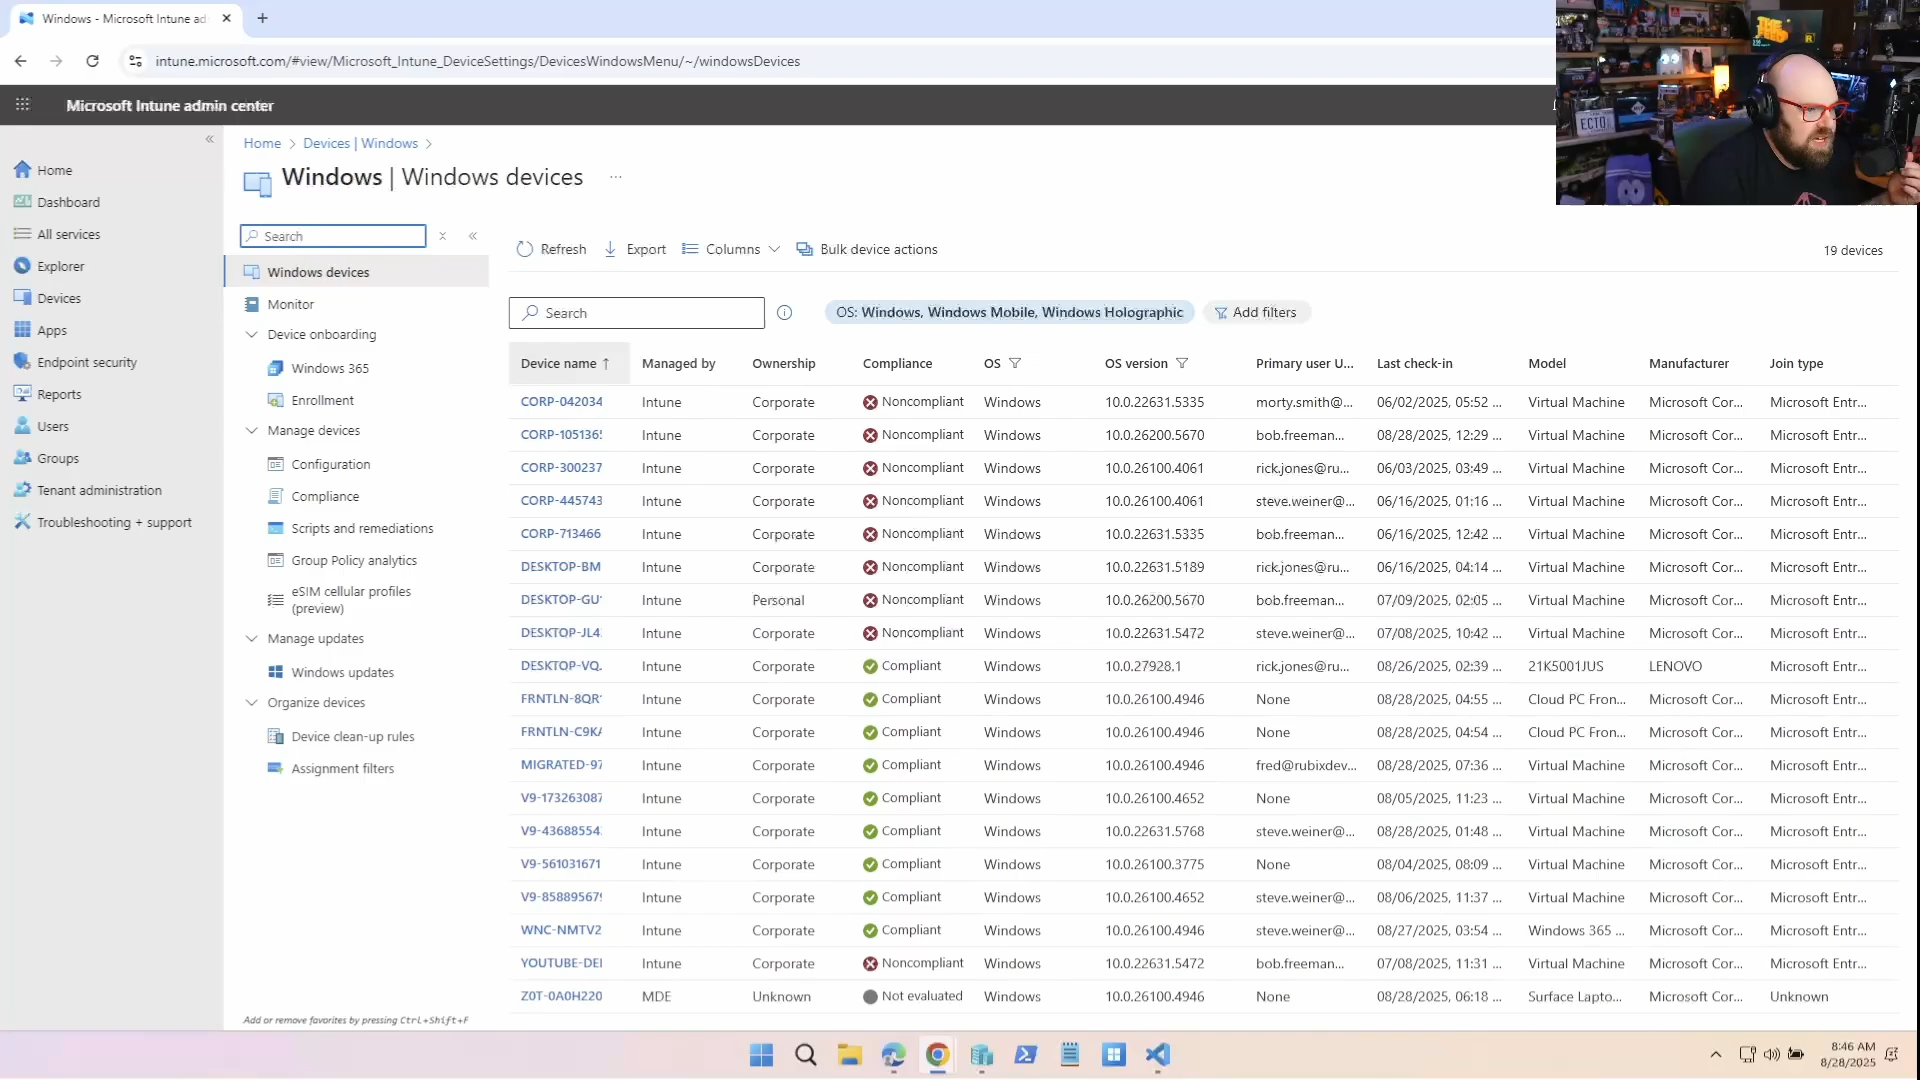 Windows - Microsoft Intune ad
intune.microsoft.com/#view/Microsoft_Intune_DeviceSettings/DevicesWindowsMenu/~/windowsDevices
Microsoft Intune admin center
Home
Dashboard
All services
Explorer
Devices
Apps
Endpoint security
Reports
Users
Groups
Tenant administration
Troubleshooting + support
Home > Devices | Windows >
Windows | Windows devices
Search
Windows devices
Monitor
Device onboarding
Windows 365
Enrollment
Manage devices
Configuration
Compliance
Scripts and remediations
Group Policy analytics
eSIM cellular profiles
(preview)
Manage updates
Windows updates
Organize devices
Device clean-up rules
Assignment filters
Add or remove favorites by pressing Ctrl+Shift+F
Refresh Export Columns Bulk device actions 19 devices
Search OS: Windows, Windows Mobile, Windows Holographic Add filters
Device name ↑ Managed by Ownership Compliance OS OS version Primary user U... Last check-in Model Manufacturer Join type
CORP-042034 Intune Corporate Noncompliant Windows 10.0.22631.5335 morty.smith@... 06/02/2025, 05:52 ... Virtual Machine Microsoft Cor... Microsoft Entr...
CORP-105136 Intune Corporate Noncompliant Windows 10.0.26200.5670 bob.freeman... 08/28/2025, 12:29 ... Virtual Machine Microsoft Cor... Microsoft Entr...
CORP-300237 Intune Corporate Noncompliant Windows 10.0.26100.4061 rick.jones@ru... 06/03/2025, 03:49 ... Virtual Machine Microsoft Cor... Microsoft Entr...
CORP-445743 Intune Corporate Noncompliant Windows 10.0.26100.4061 steve.weiner@... 06/16/2025, 01:16 ... Virtual Machine Microsoft Cor... Microsoft Entr...
CORP-713466 Intune Corporate Noncompliant Windows 10.0.22631.5335 bob.freeman... 06/16/2025, 12:42 ... Virtual Machine Microsoft Cor... Microsoft Entr...
DESKTOP-BM Intune Corporate Noncompliant Windows 10.0.22631.5189 rick.jones@ru... 06/16/2025, 04:14 ... Virtual Machine Microsoft Cor... Microsoft Entr...
DESKTOP-GU Intune Personal Noncompliant Windows 10.0.26200.5670 bob.freeman... 07/09/2025, 02:05 ... Virtual Machine Microsoft Cor... Microsoft Entr...
DESKTOP-JL4 Intune Corporate Noncompliant Windows 10.0.22631.5472 steve.weiner@... 07/08/2025, 10:42 ... Virtual Machine Microsoft Cor... Microsoft Entr...
DESKTOP-VQ Intune Corporate Compliant Windows 10.0.27928.1 rick.jones@ru... 08/26/2025, 02:39 ... 21K5001JUS LENOVO Microsoft Entr...
FRNTLN-8QR Intune Corporate Compliant Windows 10.0.26100.4946 None 08/28/2025, 04:55 ... Cloud PC Fron... Microsoft Cor... Microsoft Entr...
FRNTLN-C9K Intune Corporate Compliant Windows 10.0.26100.4946 None 08/28/2025, 04:54 ... Cloud PC Fron... Microsoft Cor... Microsoft Entr...
MIGRATED-97 Intune Corporate Compliant Windows 10.0.26100.4946 fred@rubixdev... 08/28/2025, 07:36 ... Virtual Machine Microsoft Cor... Microsoft Entr...
V9-173263087 Intune Corporate Compliant Windows 10.0.26100.4652 None 08/05/2025, 11:23 ... Virtual Machine Microsoft Cor... Microsoft Entr...
V9-43688554 Intune Corporate Compliant Windows 10.0.22631.5768 steve.weiner@... 08/28/2025, 01:48 ... Virtual Machine Microsoft Cor... Microsoft Entr...
V9-561031671 Intune Corporate Compliant Windows 10.0.26100.3775 None 08/04/2025, 08:09 ... Virtual Machine Microsoft Cor... Microsoft Entr...
V9-85889567 Intune Corporate Compliant Windows 10.0.26100.4652 steve.weiner@... 08/06/2025, 11:37 ... Virtual Machine Microsoft Cor... Microsoft Entr...
WNC-NMTV2 Intune Corporate Compliant Windows 10.0.26100.4946 steve.weiner@... 08/27/2025, 03:54 ... Windows 365 ... Microsoft Cor... Microsoft Entr...
YOUTUBE-DE Intune Corporate Noncompliant Windows 10.0.22631.5472 bob.freeman... 07/08/2025, 11:31 ... Virtual Machine Microsoft Cor... Microsoft Entr...
Z0T-0A0H220 MDE Unknown Not evaluated Windows 10.0.26100.4946 None 08/28/2025, 06:18 ... Surface Lapto... Microsoft Cor... Unknown
ECTO
8:46 AM
8/28/2025